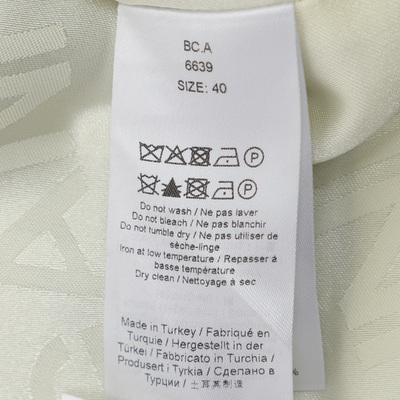 BC.A
6639
SIZE: 40
Do not wash / Ne pas laver
Do not bleach / Ne pas blanchir
Do not tumble dry / Ne pas utiliser de
sèche-linge
Iron at low temperature / Repasser à
basse température
Dry clean / Nettoyage à sec
Made in Turkey / Fabriqué en
Turquie / Hergestellt in der
Türkei / Fabbricato in Turchia /
Produsert i Tyrkia / Сделано в
Турции / 土耳其制造
%